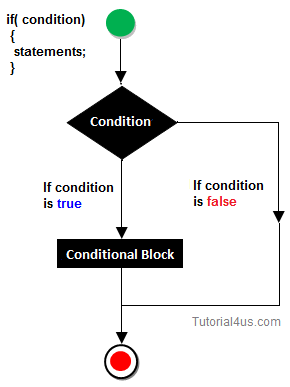 if( condition)
{
statements;
}
Condition
If condition
is true
If condition
is false
Conditional Block
Tutorial4us.com